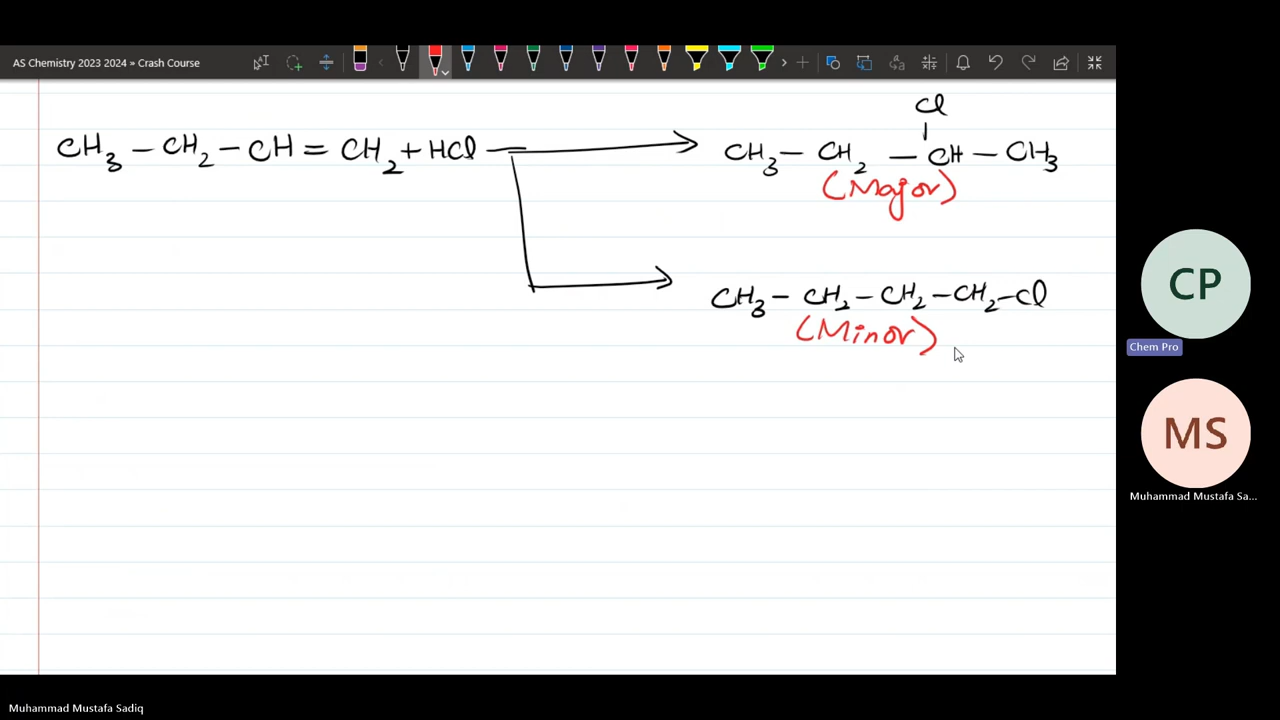 AS Chemistry 2023 2024 » Crash Course
Cl
CH₃ – CH₂ – CH = CH₂ + HCl → CH₃ – CH₂ – CH – CH₃
(Major)
CP
CH₃ – CH₂ – CH₂ – CH₂ – Cl
(Minor)
Chem Pro
MS
Muhammad Mustafa Sa...
Muhammad Mustafa Sadiq